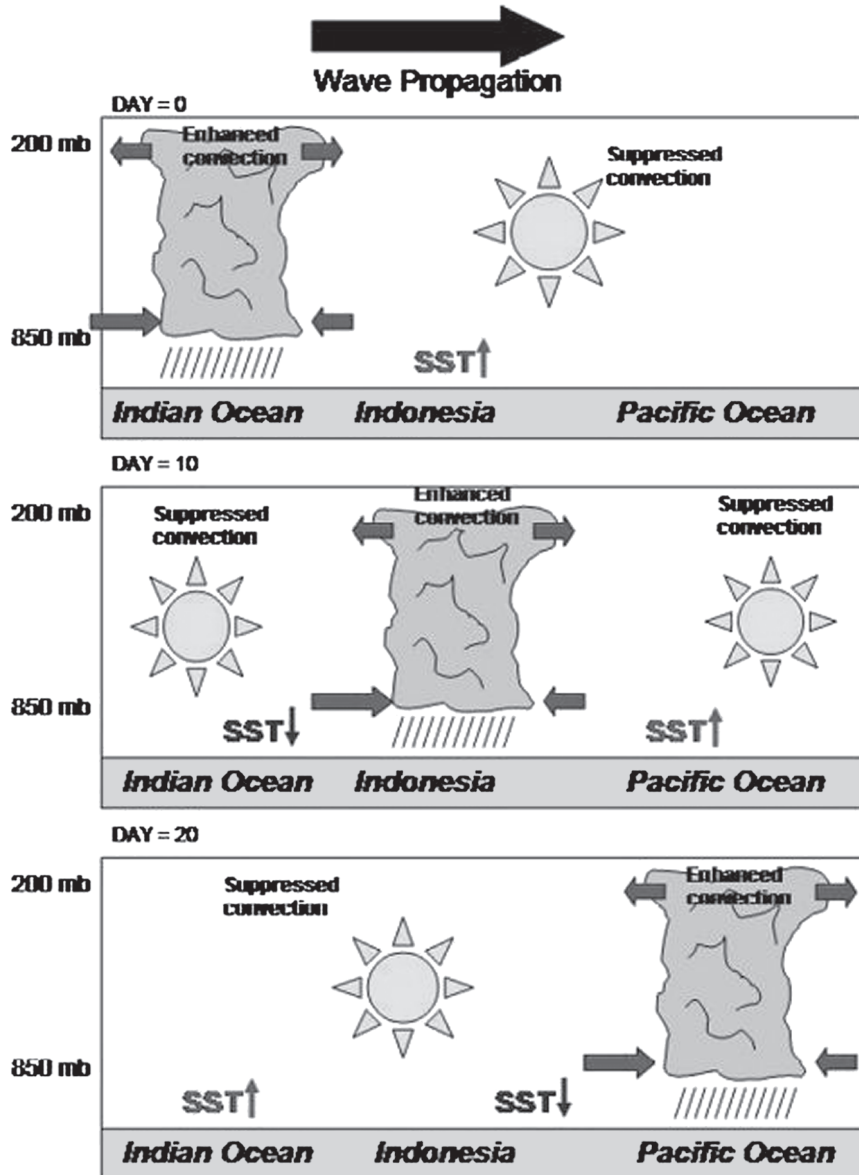 Wave Propagation
DAY = 0
200 mb
Enhanced
convection
Suppressed
convection
850 mb
SST↑
Indian Ocean Indonesia Pacific Ocean
DAY = 10
200 mb
Suppressed
convection
Enhanced
convection
Suppressed
convection
850 mb
SST↓
SST↑
Indian Ocean Indonesia Pacific Ocean
DAY = 20
200 mb
Suppressed
convection
Enhanced
convection
850 mb
SST↑
SST↓
Indian Ocean Indonesia Pacific Ocean